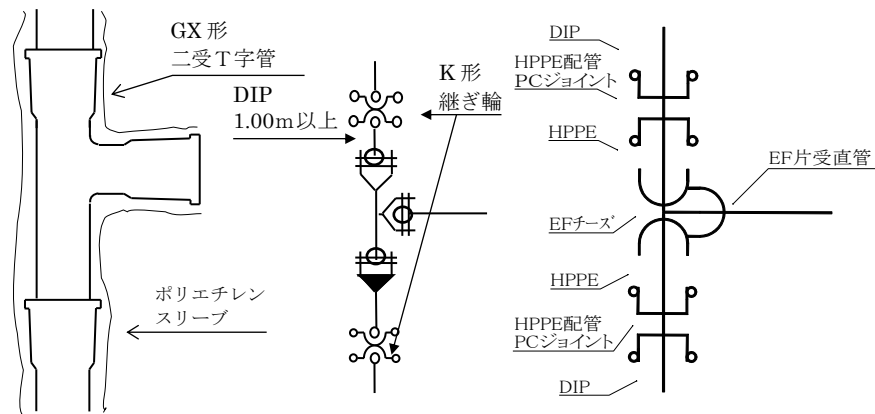 GX 形
二受Ｔ字管
DIP
1.00m以上
ポリエチレン
スリーブ
K 形
継ぎ輪
DIP
HPPE配管
PCジョイント
HPPE
EF片受直管
EFチーズ
HPPE
HPPE配管
PCジョイント
DIP